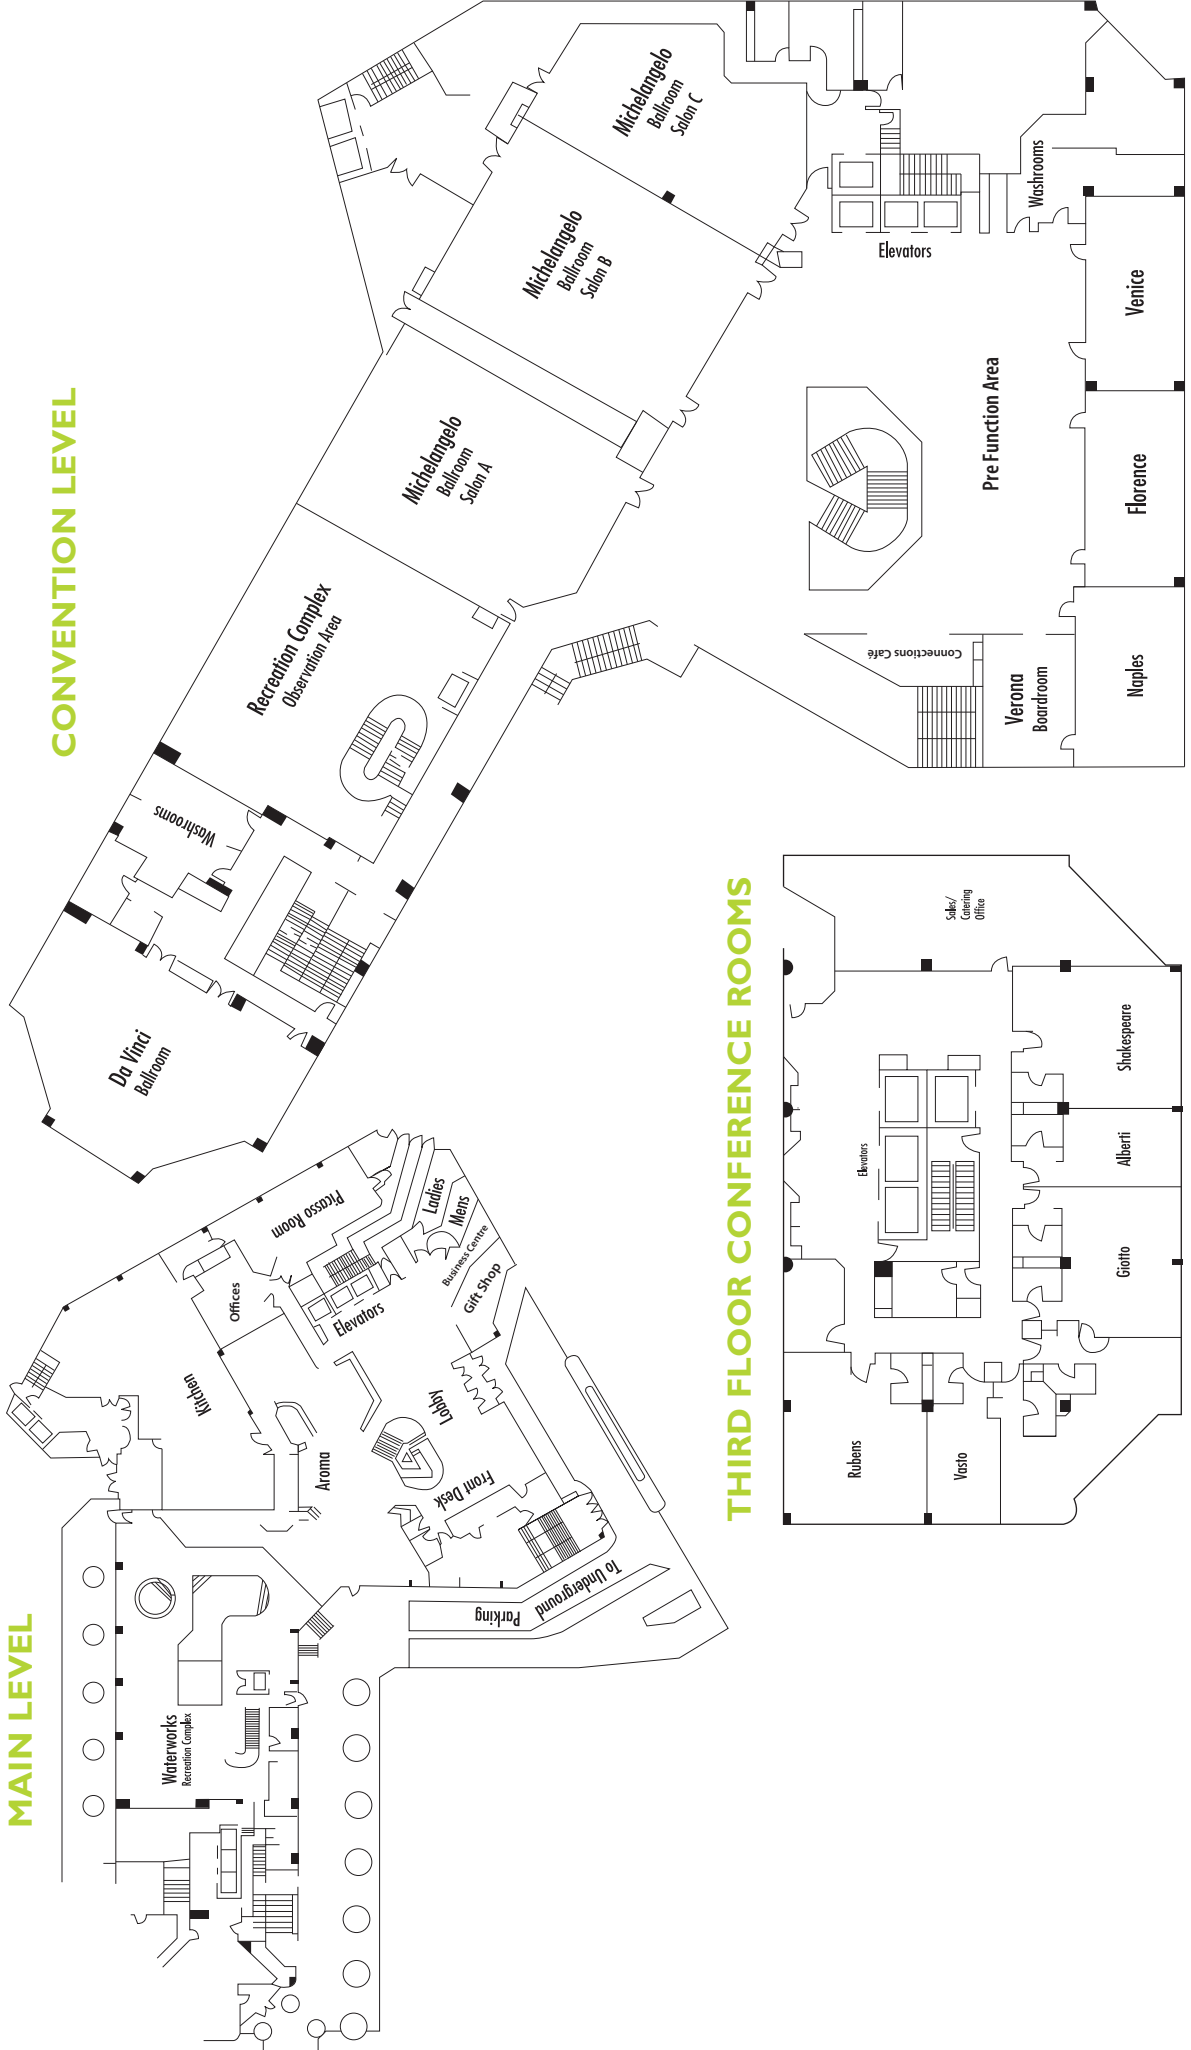 CONVENTION LEVEL
Michelangelo
Ballroom
Salon C
Michelangelo
Ballroom
Salon B
Michelangelo
Ballroom
Salon A
Recreation Complex
Observation Area
Washrooms
Da Vinci
Ballroom
Elevators
Washrooms
Venice
Pre Function Area
Florence
Connections Café
Verona
Boardroom
Naples
MAIN LEVEL
Picasso Room
Ladies
Mens
Business Centre
Gift Shop
Offices
Elevators
Kitchen
Lobby
Aroma
Front Desk
To Underground
Parking
Waterworks
Recreation Complex
THIRD FLOOR CONFERENCE ROOMS
Sales/
Catering
Office
Shakespeare
Elevators
Alberti
Giotto
Rubens
Vasto